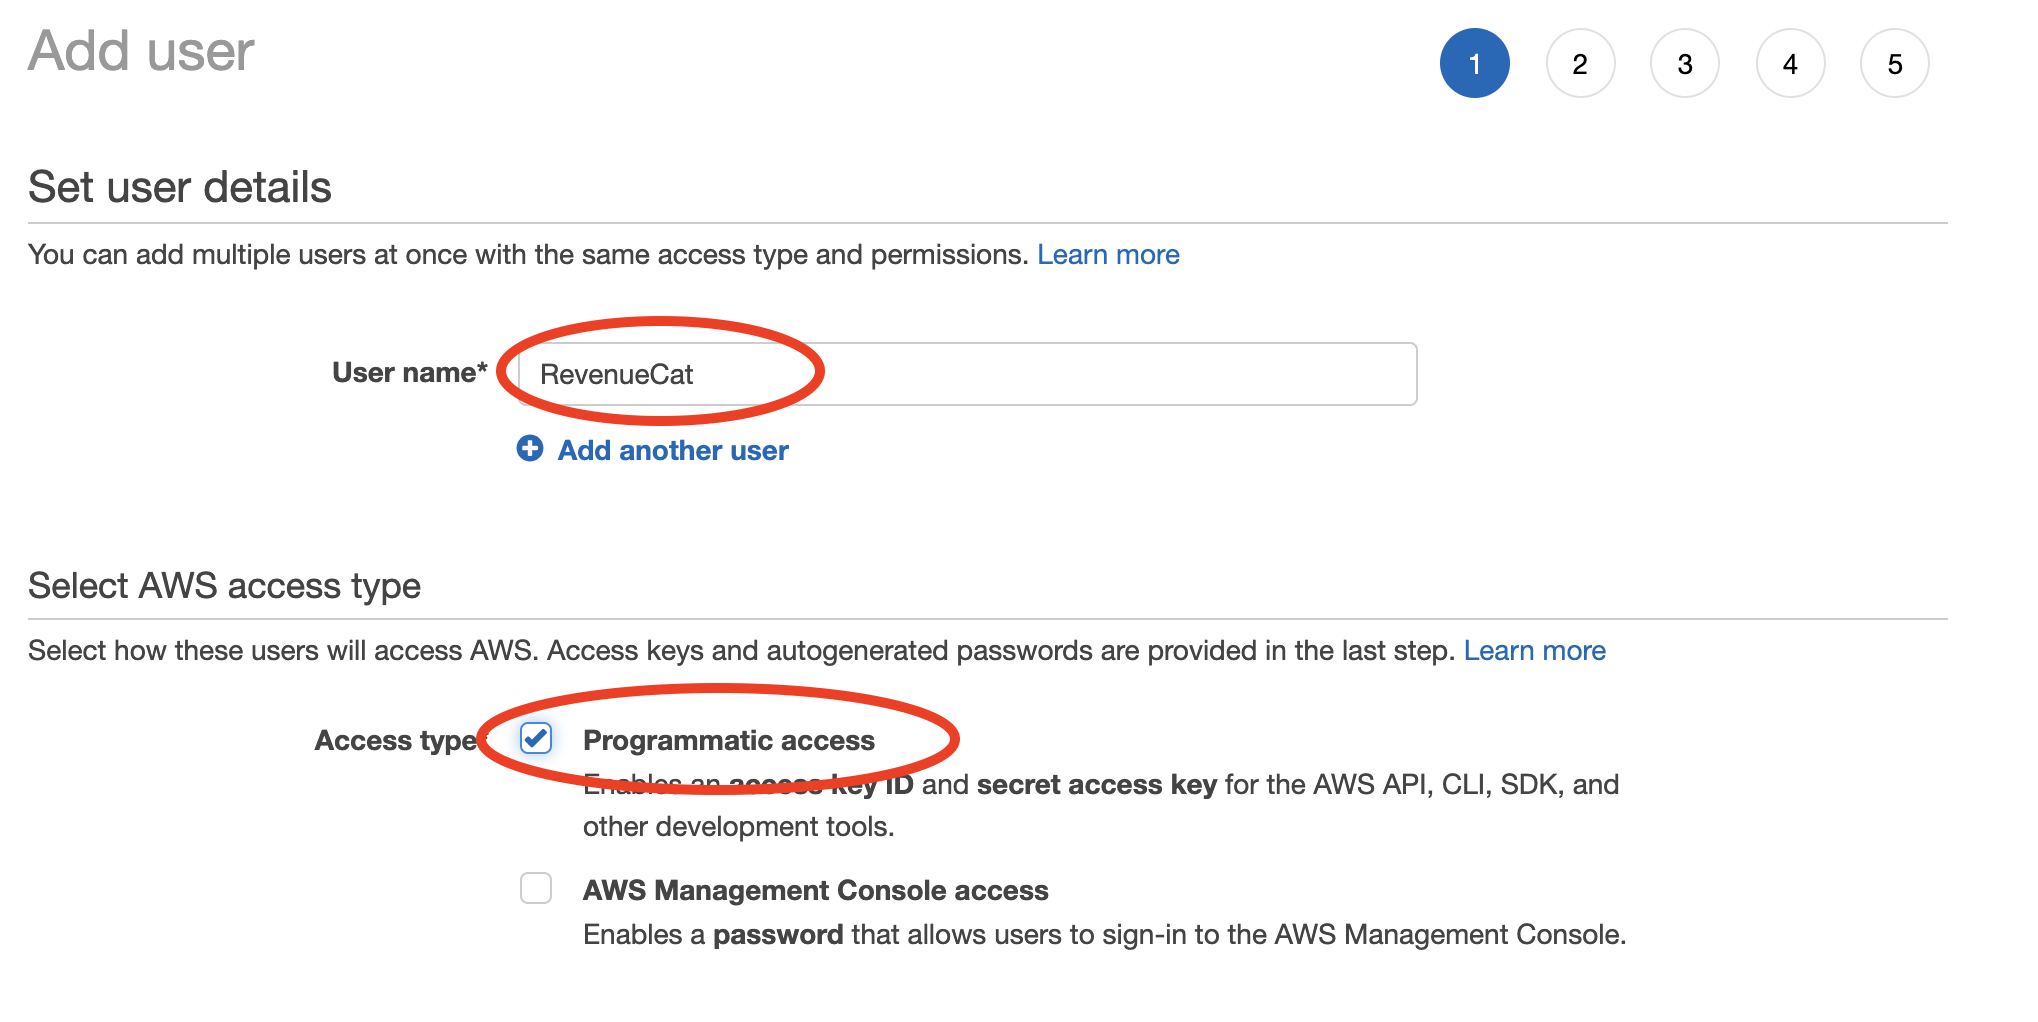 Add user
1 2 3 4 5
Set user details
You can add multiple users at once with the same access type and permissions. Learn more
User name* RevenueCat
Add another user
Select AWS access type
Select how these users will access AWS. Access keys and autogenerated passwords are provided in the last step. Learn more
Access type* Programmatic access
Enables an access key ID and secret access key for the AWS API, CLI, SDK, and
other development tools.
AWS Management Console access
Enables a password that allows users to sign-in to the AWS Management Console.